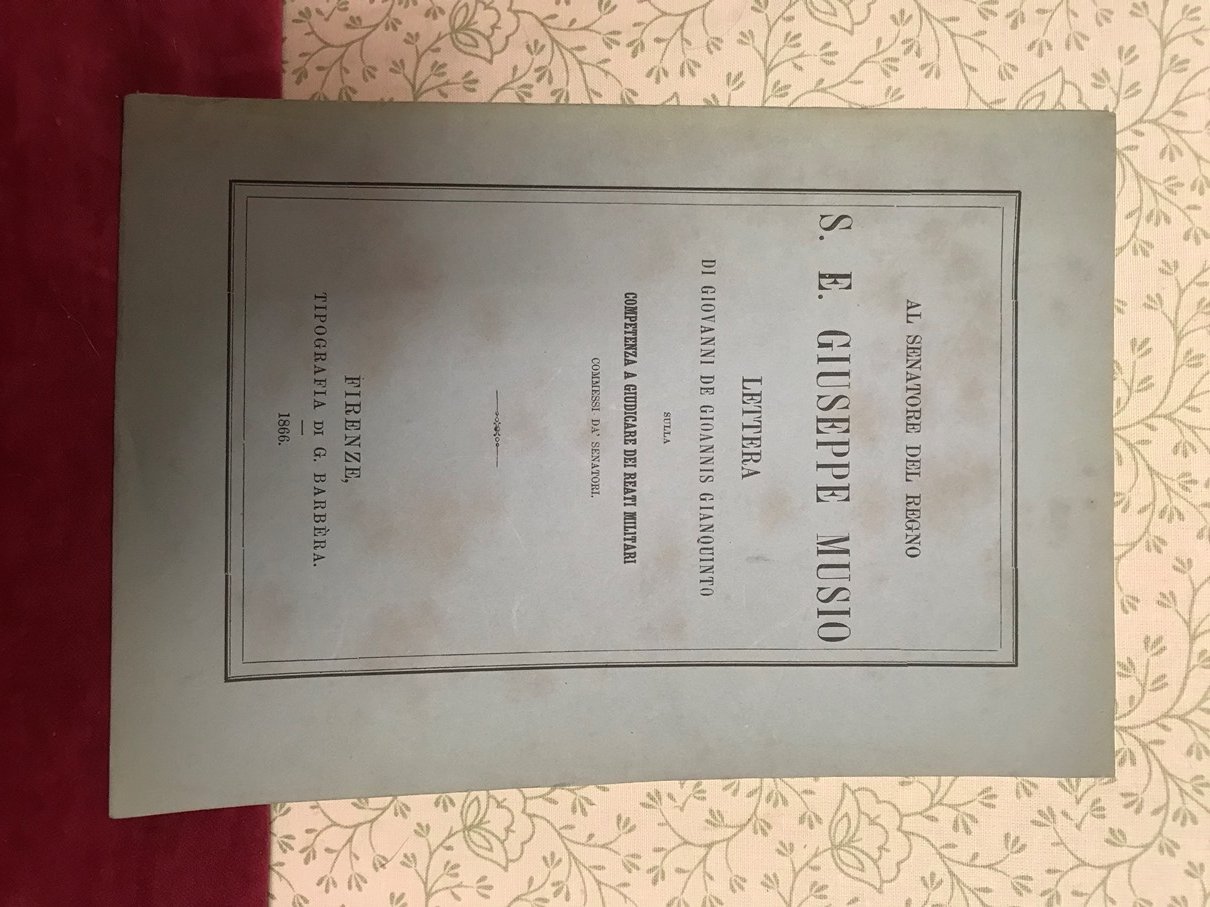 AL SENATORE DEL REGNO
S. E. GIUSEPPE MUSIO
LETTERA
DI GIOVANNI DE GIOANNIS GIANQUINTO
SULLA
COMPETENZA A GIUDICARE DEI REATI MILITARI
COMMESSI DA' SENATORI.
FIRENZE,
TIPOGRAFIA DI G. BARBÈRA.
1866.